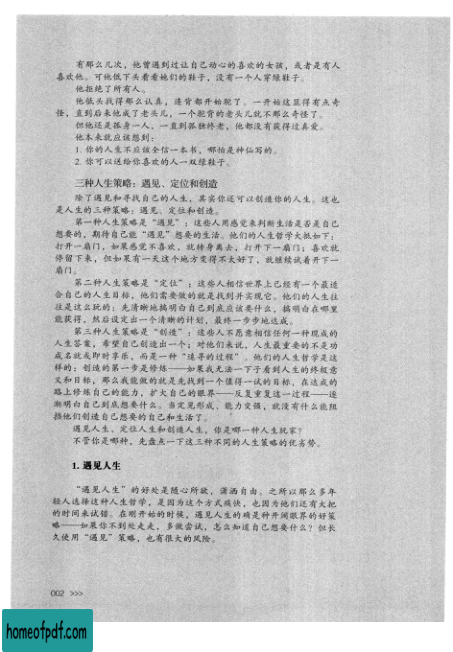 有那么几次，他曾遇到过让自己动心的喜欢的女孩，或者是有人
喜欢他。可他低下头看看她们的鞋子，没有一个人穿绿鞋子。
他拒绝了所有人。
他低头找得那么认真，连背都开始驼了。一开始这显得有点奇
怪，直到后来他成了老头儿，一个驼背的老头儿就不那么奇怪了。
但他还是孤身一人，一直到孤独终老，他都没有获得过真爱。
他本来就应该想到：
1. 你的人生不应该全信一本书，哪怕是神仙写的。
2. 你可以送给你喜欢的人一双绿鞋子。
三种人生策略：遇见、定位和创造
除了遇见和寻找自己的人生，其实你还可以创造你的人生。这也
是人生的三种策略：遇见、定位和创造。
第一种人生策略是“遇见”：这些人用感觉来判断生活是否是自己
想要的，期待自己能“遇见”想要的生活。他们的人生哲学大抵如下：
打开一扇门，如果感觉不喜欢，就转身离去，打开下一扇门；喜欢就
停留下来，但如果有一天这个地方变得不太好了，就继续试着开下一
扇门。
第二种人生策略是“定位”：这些人相信世界上已经有一个最适
合自己的人生目标，他们需要做的就是找到并实现它。他们的人生往
往是这么玩的：先清晰地搞明白自己到底应该要什么，搞明白在哪里
能获得，然后设定出一个清晰的计划，最终一步步地达成。
第三种人生策略是“创造”：这些人不愿意相信任何一种现成的
人生答案，希望自己创造出一个；对他们来说，人生最重要的不是功
成名就或即时享乐，而是一种“追寻的过程”。他们的人生哲学是这
样的：创造的第一步是修炼——如果我无法一下子看到人生的终极意
义和目标，那么我能做的就是先找到一个值得一试的目标，在达成的
路上修炼自己的能力，扩大自己的眼界——反复重复这一过程——逐
渐明白自己到底想要什么。当定见形成、能力变强，就没有什么能阻
挡他们创造自己想要的自己和生活了。
遇见人生、定位人生和创造人生，你是哪一种人生玩家？
不管你是哪种，先盘点一下这三种不同的人生策略的优劣势。
1. 遇见人生
“遇见人生”的好处是随心所欲，潇洒自由。之所以那么多年
轻人选择这种人生哲学，是因为这个方式痛快，也因为他们还有大把
的时间来试错。在刚开始的时候，遇见人生的确是种开阔眼界的好策
略——如果你不到处走走，多做尝试，怎么知道自己想要什么？但长
久使用“遇见”策略，也有很大的风险。
002 >>>
homeofpdf.com